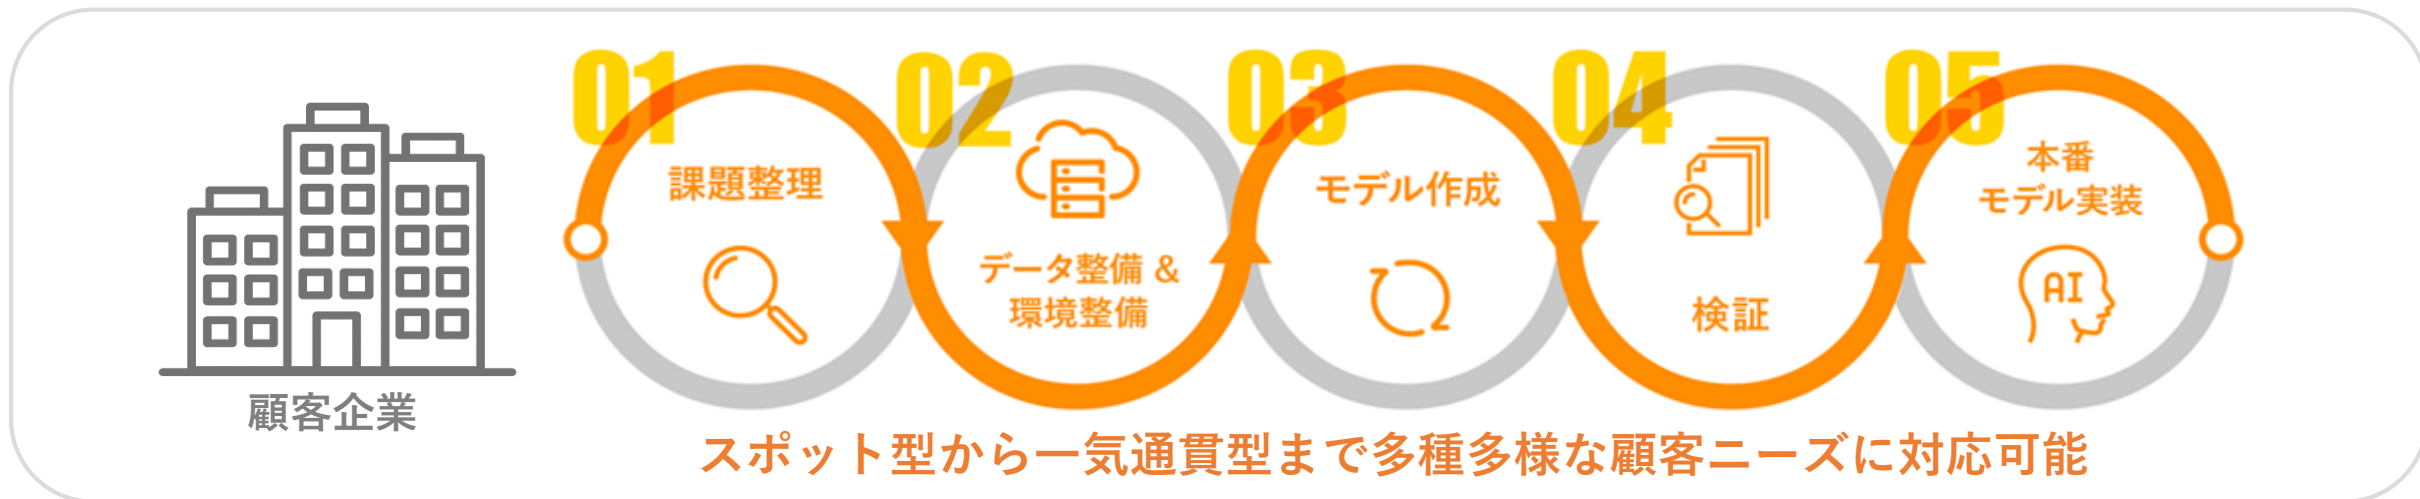 顧客企業
01
課題整理
02
データ整備 &
環境整備
03
モデル作成
04
検証
05
本番
モデル実装
AI
スポット型から一気通貫型まで多種多様な顧客ニーズに対応可能